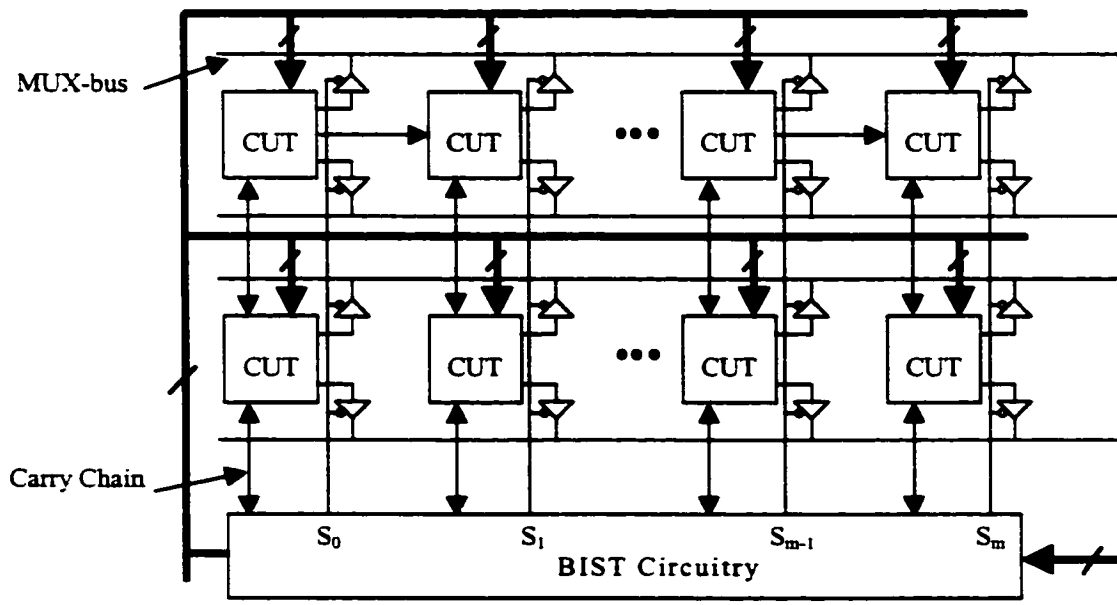 MUX-bus
CUT CUT ••• CUT CUT
CUT CUT ••• CUT CUT
Carry Chain
S₀ S₁ Sₘ₋₁ Sₘ
BIST Circuitry